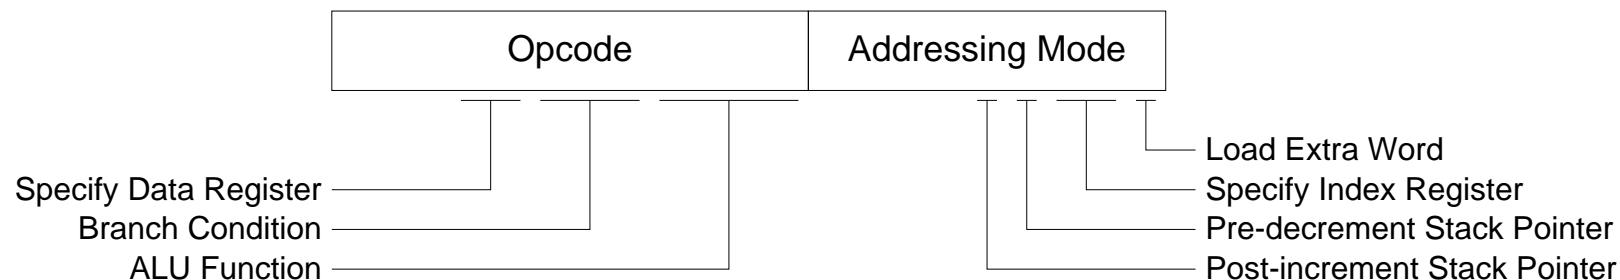 Opcode
Addressing Mode
Load Extra Word
Specify Data Register
Specify Index Register
Branch Condition
Pre-decrement Stack Pointer
ALU Function
Post-increment Stack Pointer